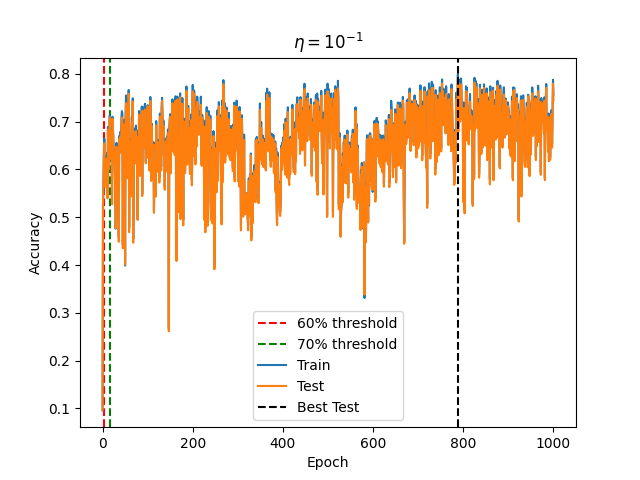 η = 10⁻¹
Accuracy
0.8
0.7
0.6
0.5
0.4
0.3
0.2
0.1
60% threshold
70% threshold
Train
Test
Best Test
0 200 400 600 800 1000
Epoch